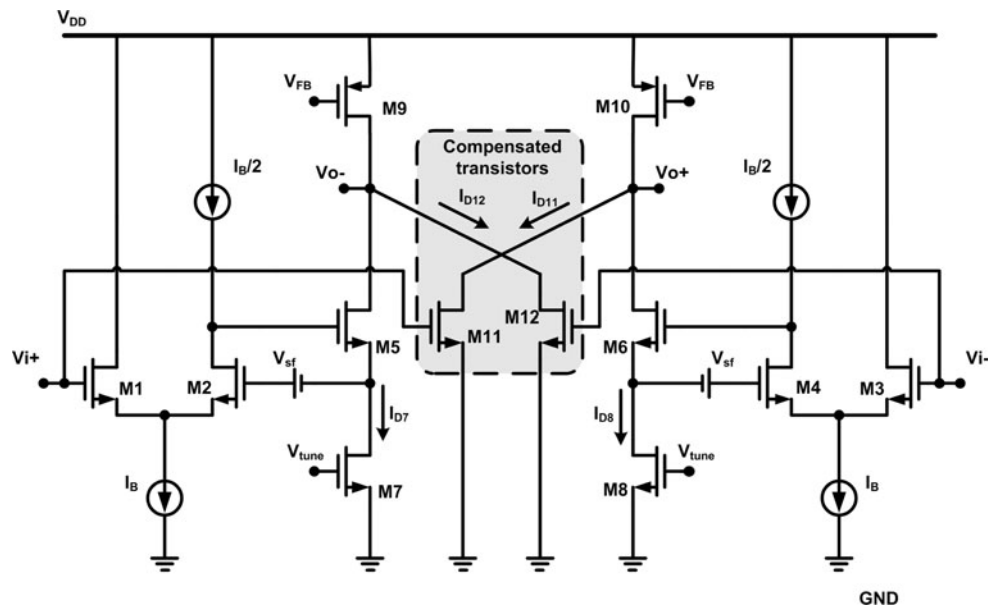 VDD
VFB
M9
M10
VFB
Compensated
transistors
IB/2
Vo-
ID12
ID11
Vo+
IB/2
M5
M11
M12
M6
Vi+
M1
M2
Vsf
Vsf
M4
M3
Vi-
ID7
ID8
Vtune
M7
M8
Vtune
IB
IB
GND